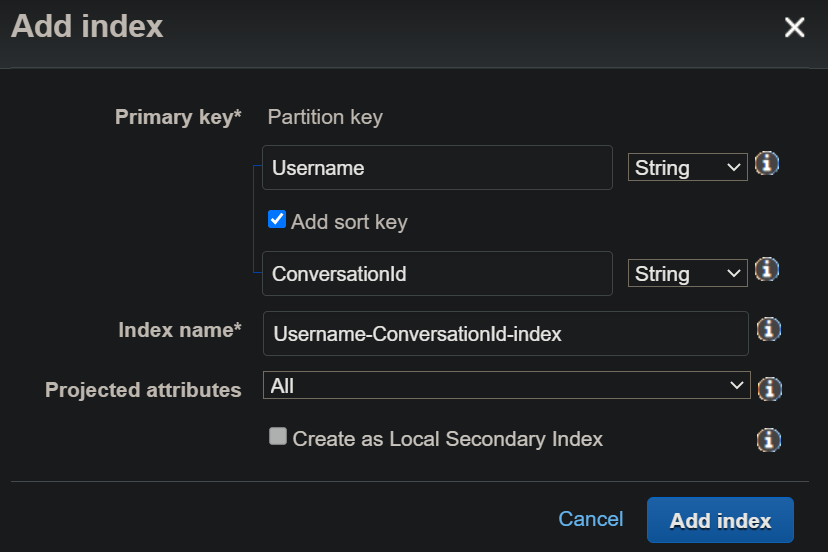 Add index
Primary key* Partition key
Username String
Add sort key
ConversationId String
Index name* Username-ConversationId-index
Projected attributes All
Create as Local Secondary Index
Cancel Add index